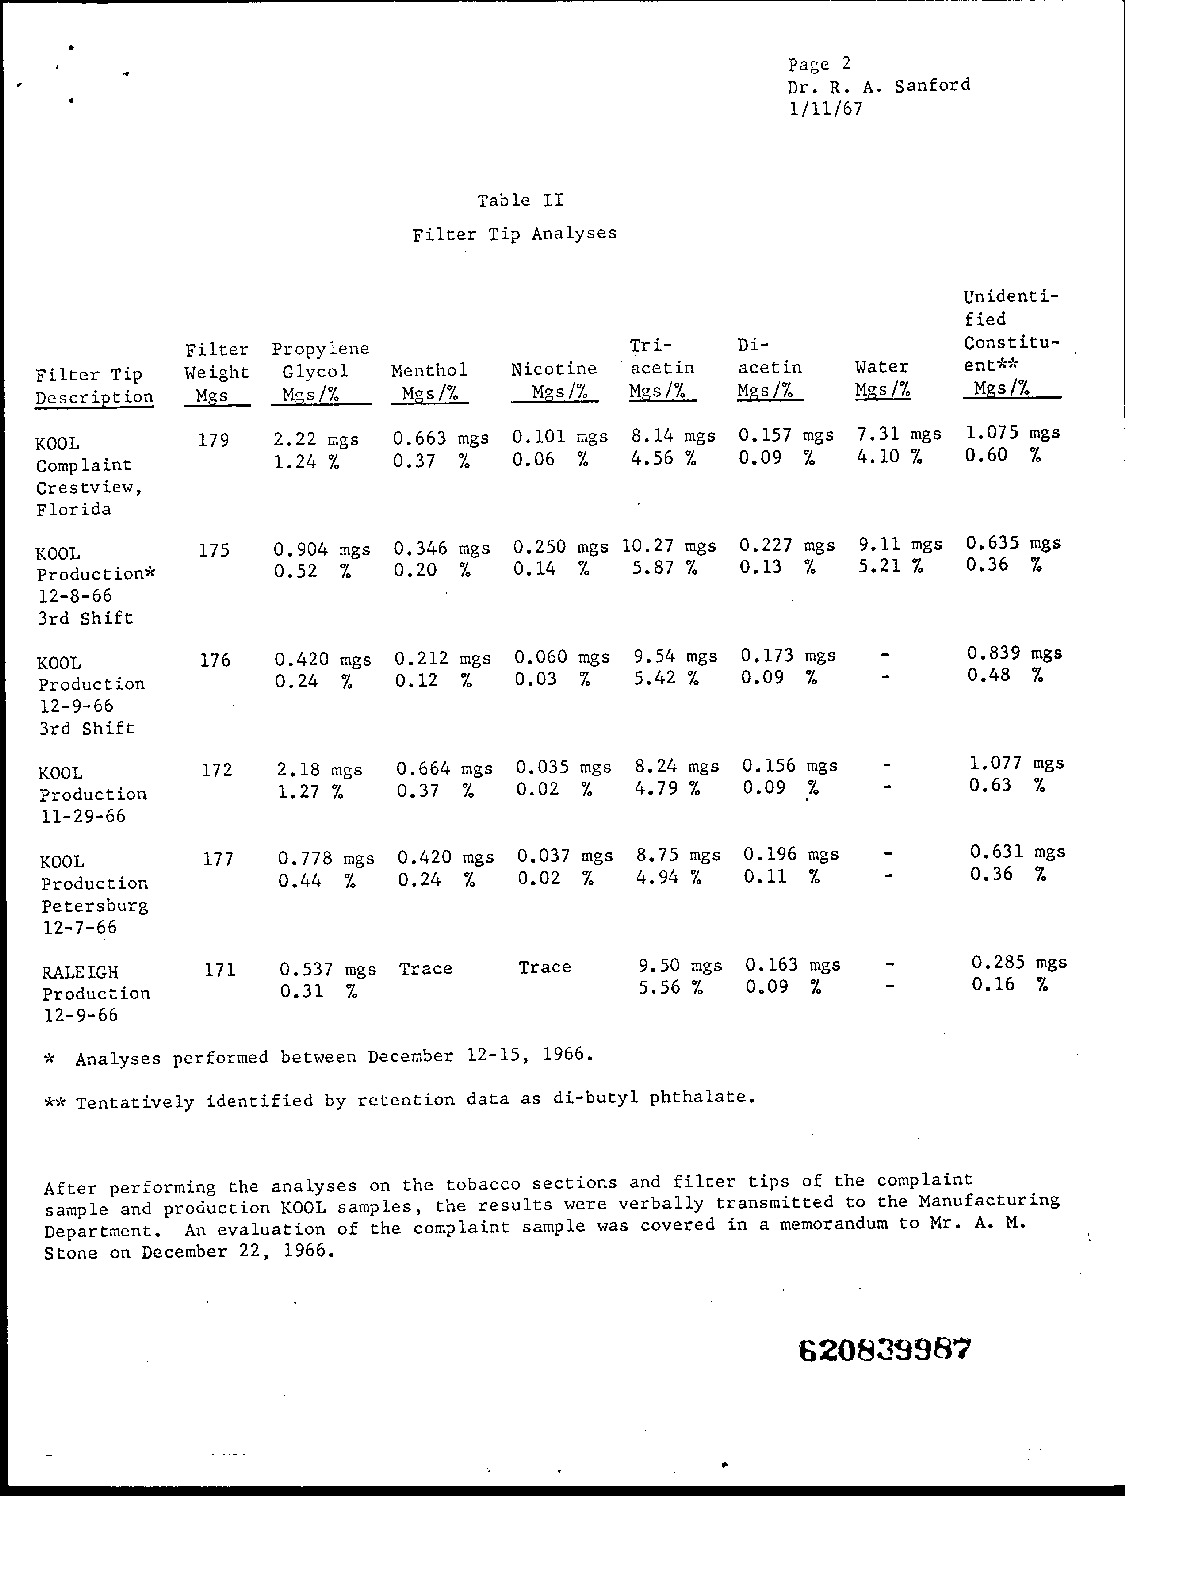 Page 2
Dr. R. A. Sanford
1/11/67
Table II
Filter Tip Analyses
Unidenti-
fied
Filter Propylene Tri- Di- Constitu-
Filter Tip Weight Glycol Menthol Nicotine acetin acetin Water ent**
Description Mgs Mgs/% Mgs/% Mgs/% Mgs/% Mgs/% Mgs/% Mgs/%
KOOL 179 2.22 mgs 0.663 mgs 0.101 mgs 8.14 mgs 0.157 mgs 7.31 mgs 1.075 mgs
Complaint 1.24 % 0.37 % 0.06 % 4.56 % 0.09 % 4.10 % 0.60 %
Crestview,
Florida
KOOL 175 0.904 mgs 0.346 mgs 0.250 mgs 10.27 mgs 0.227 mgs 9.11 mgs 0.635 mgs
Production* 0.52 % 0.20 % 0.14 % 5.87 % 0.13 % 5.21 % 0.36 %
12-8-66
3rd Shift
KOOL 176 0.420 mgs 0.212 mgs 0.060 mgs 9.54 mgs 0.173 mgs - 0.839 mgs
Production 0.24 % 0.12 % 0.03 % 5.42 % 0.09 % - 0.48 %
12-9-66
3rd Shift
KOOL 172 2.18 mgs 0.664 mgs 0.035 mgs 8.24 mgs 0.156 mgs - 1.077 mgs
Production 1.27 % 0.37 % 0.02 % 4.79 % 0.09 % - 0.63 %
11-29-66
KOOL 177 0.778 mgs 0.420 mgs 0.037 mgs 8.75 mgs 0.196 mgs - 0.631 mgs
Production 0.44 % 0.24 % 0.02 % 4.94 % 0.11 % - 0.36 %
Petersburg
12-7-66
RALEIGH 171 0.537 mgs Trace Trace 9.50 mgs 0.163 mgs - 0.285 mgs
Production 0.31 % 5.56 % 0.09 % - 0.16 %
12-9-66
* Analyses performed between December 12-15, 1966.
** Tentatively identified by retention data as di-butyl phthalate.
After performing the analyses on the tobacco sections and filter tips of the complaint
sample and production KOOL samples, the results were verbally transmitted to the Manufacturing
Department. An evaluation of the complaint sample was covered in a memorandum to Mr. A. M.
Stone on December 22, 1966.
620839987